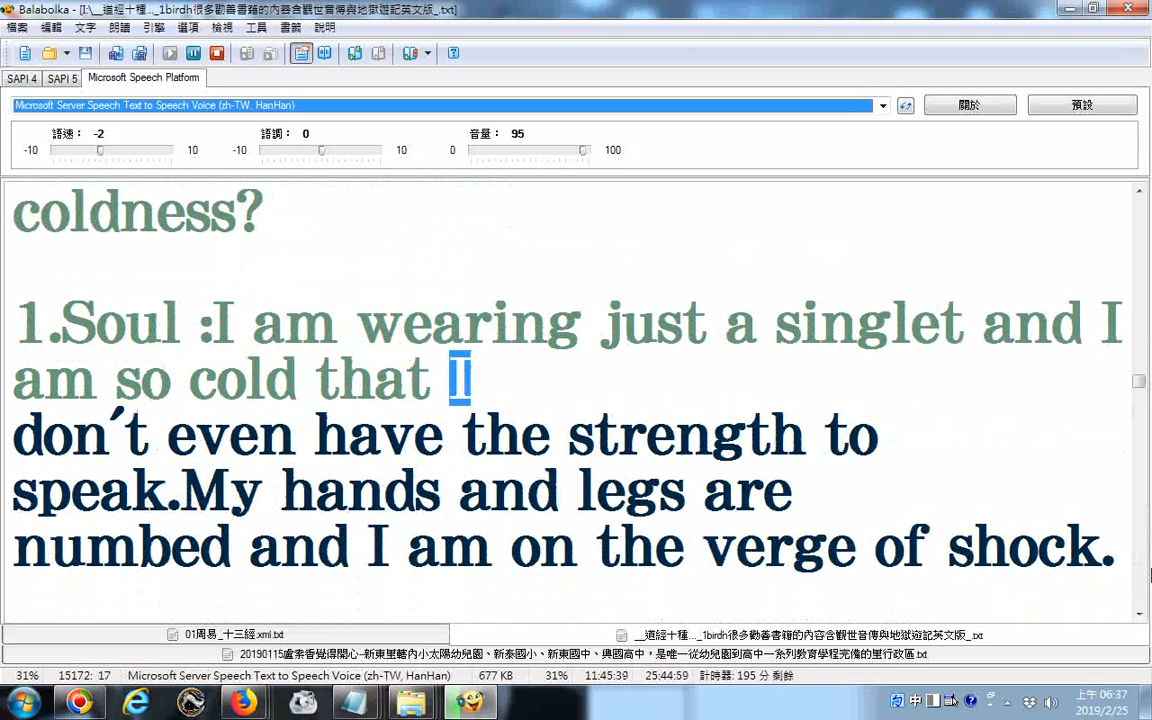 Balabolka - [I:\__道經十種..._1birdh很多勸善書籍的內容含觀世音傳與地獄遊記英文版_.txt]
檔案 編輯 文字 朗讀 引擎 選項 檢視 工具 書籤 說明
SAPI 4 SAPI 5 Microsoft Speech Platform
Microsoft Server Speech Text to Speech Voice (zh-TW, HanHan) 關於 預設
語速： -2 語調： 0 音量： 95
-10 10 -10 10 0 100
coldness?
1.Soul :I am wearing just a singlet and I
am so cold that I
don´t even have the strength to
speak.My hands and legs are
numbed and I am on the verge of shock.
01周易_十三經.xml.txt __道經十種..._1birdh很多勸善書籍的內容含觀世音傳與地獄遊記英文版_.txt
20190115盧素香覺得開心--新東里轄內小太陽幼兒園、新泰國小、新東國中、興國高中，是唯一從幼兒園到高中一系列教育學程完備的里行政區.txt
31% 15172: 17 Microsoft Server Speech Text to Speech Voice (zh-TW, HanHan) 677 KB 31% 11:45:39 25:44:59 計時器: 195 分 剩餘
中 上午 06:37
2019/2/25